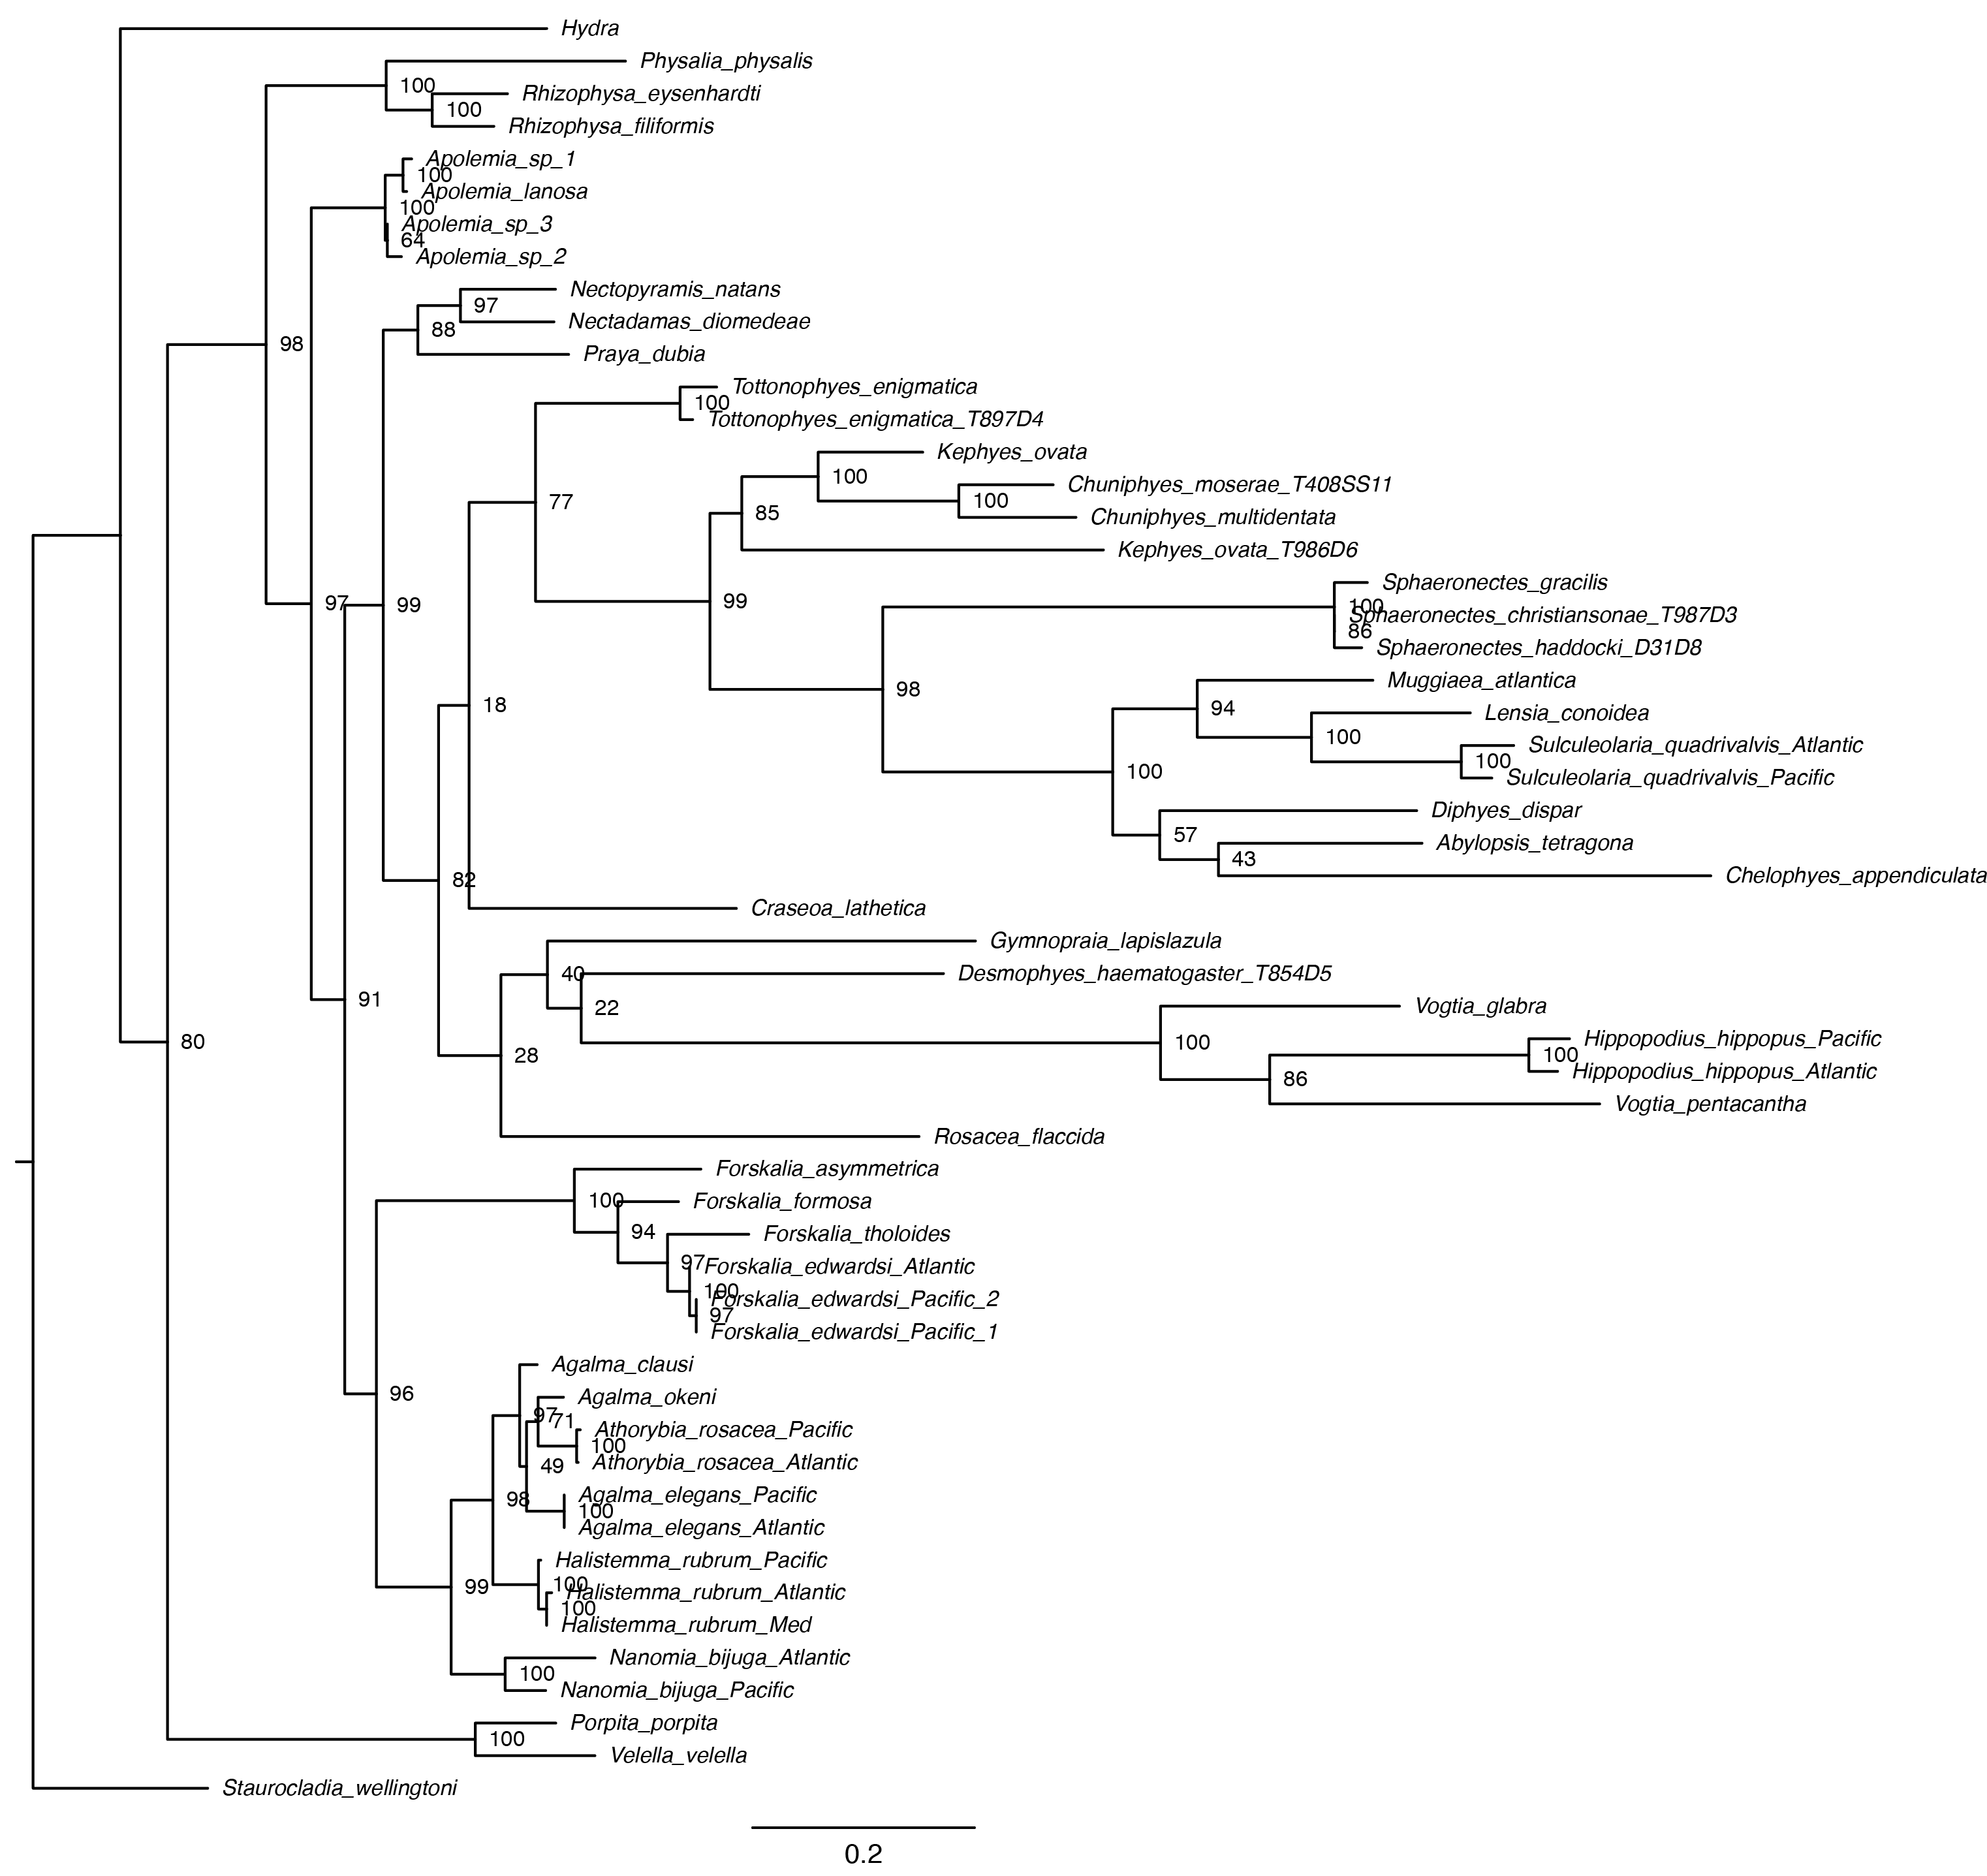 Hydra
Physalia_physalis
100
Rhizophysa_eysenhardti
100
Rhizophysa_filiformis
Apolemia_sp_1
100
Apolemia_lanosa
100
Apolemia_sp_3
64
Apolemia_sp_2
Nectopyramis_natans
97
Nectadamas_diomedeae
88
98
Praya_dubia
Tottonophyes_enigmatica
100
Tottonophyes_enigmatica_T897D4
Kephyes_ovata
100
Chuniphyes_moserae_T408SS11
100
77
85
Chuniphyes_multidentata
Kephyes_ovata_T986D6
Sphaeronectes_gracilis
97
99
99
100
Sphaeronectes_christiansonae_T987D3
86
Sphaeronectes_haddocki_D31D8
Muggiaea_atlantica
98
18
94
Lensia_conoidea
100
Sulculeolaria_quadrivalvis_Atlantic
100
100
Sulculeolaria_quadrivalvis_Pacific
Diphyes_dispar
57
Abylopsis_tetragona
43
Chelophyes_appendiculata
82
Craseoa_lathetica
Gymnopraia_lapislazula
40
Desmophyes_haematogaster_T854D5
91
22
Vogtia_glabra
80
100
Hippopodius_hippopus_Pacific
28
100
Hippopodius_hippopus_Atlantic
86
Vogtia_pentacantha
Rosacea_flaccida
Forskalia_asymmetrica
100
Forskalia_formosa
94
Forskalia_tholoides
97
Forskalia_edwardsi_Atlantic
100
Forskalia_edwardsi_Pacific_2
97
Forskalia_edwardsi_Pacific_1
Agalma_clausi
96
Agalma_okeni
97
71
Athorybia_rosacea_Pacific
100
Athorybia_rosacea_Atlantic
49
Agalma_elegans_Pacific
98
100
Agalma_elegans_Atlantic
Halistemma_rubrum_Pacific
99
100
Halistemma_rubrum_Atlantic
100
Halistemma_rubrum_Med
Nanomia_bijuga_Atlantic
100
Nanomia_bijuga_Pacific
Porpita_porpita
100
Velella_velella
Staurocladia_wellingtoni
0.2